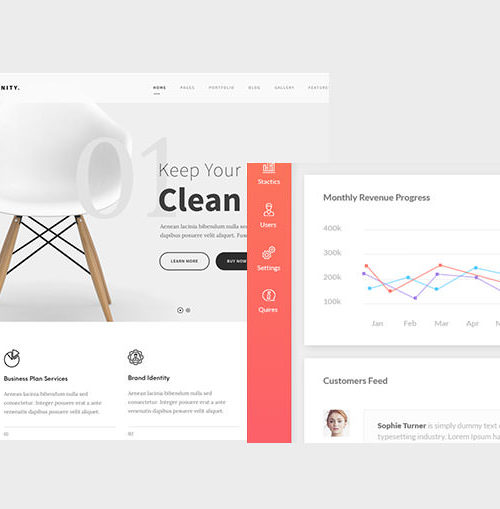 NITY.
HOME PAGES PORTFOLIO BLOG GALLERY FEATURE
01
Keep Your
Clean
Aenean lacinia bibendum nulla sed
dapibus posuere velit aliquet. Fusc
LEARN MORE BUY NOW
Business Plan Services
Aenean lacinia bibendum nulla sed
consectetur. Integer posuere erat a ante
venenatis dapibus posuere velit aliquet.
01
Brand Identity
Aenean lacinia bibendum nulla sed
consectetur. Integer posuere erat a ante
venenatis dapibus posuere velit aliquet.
02
Stactics
Users
Settings
Quires
Monthly Revenue Progress
400k
300k
200k
100k
Jan Feb Mar Apr
Customers Feed
Sophie Turner is simply dummy text
typesetting industry. Lorem Ipsum ha